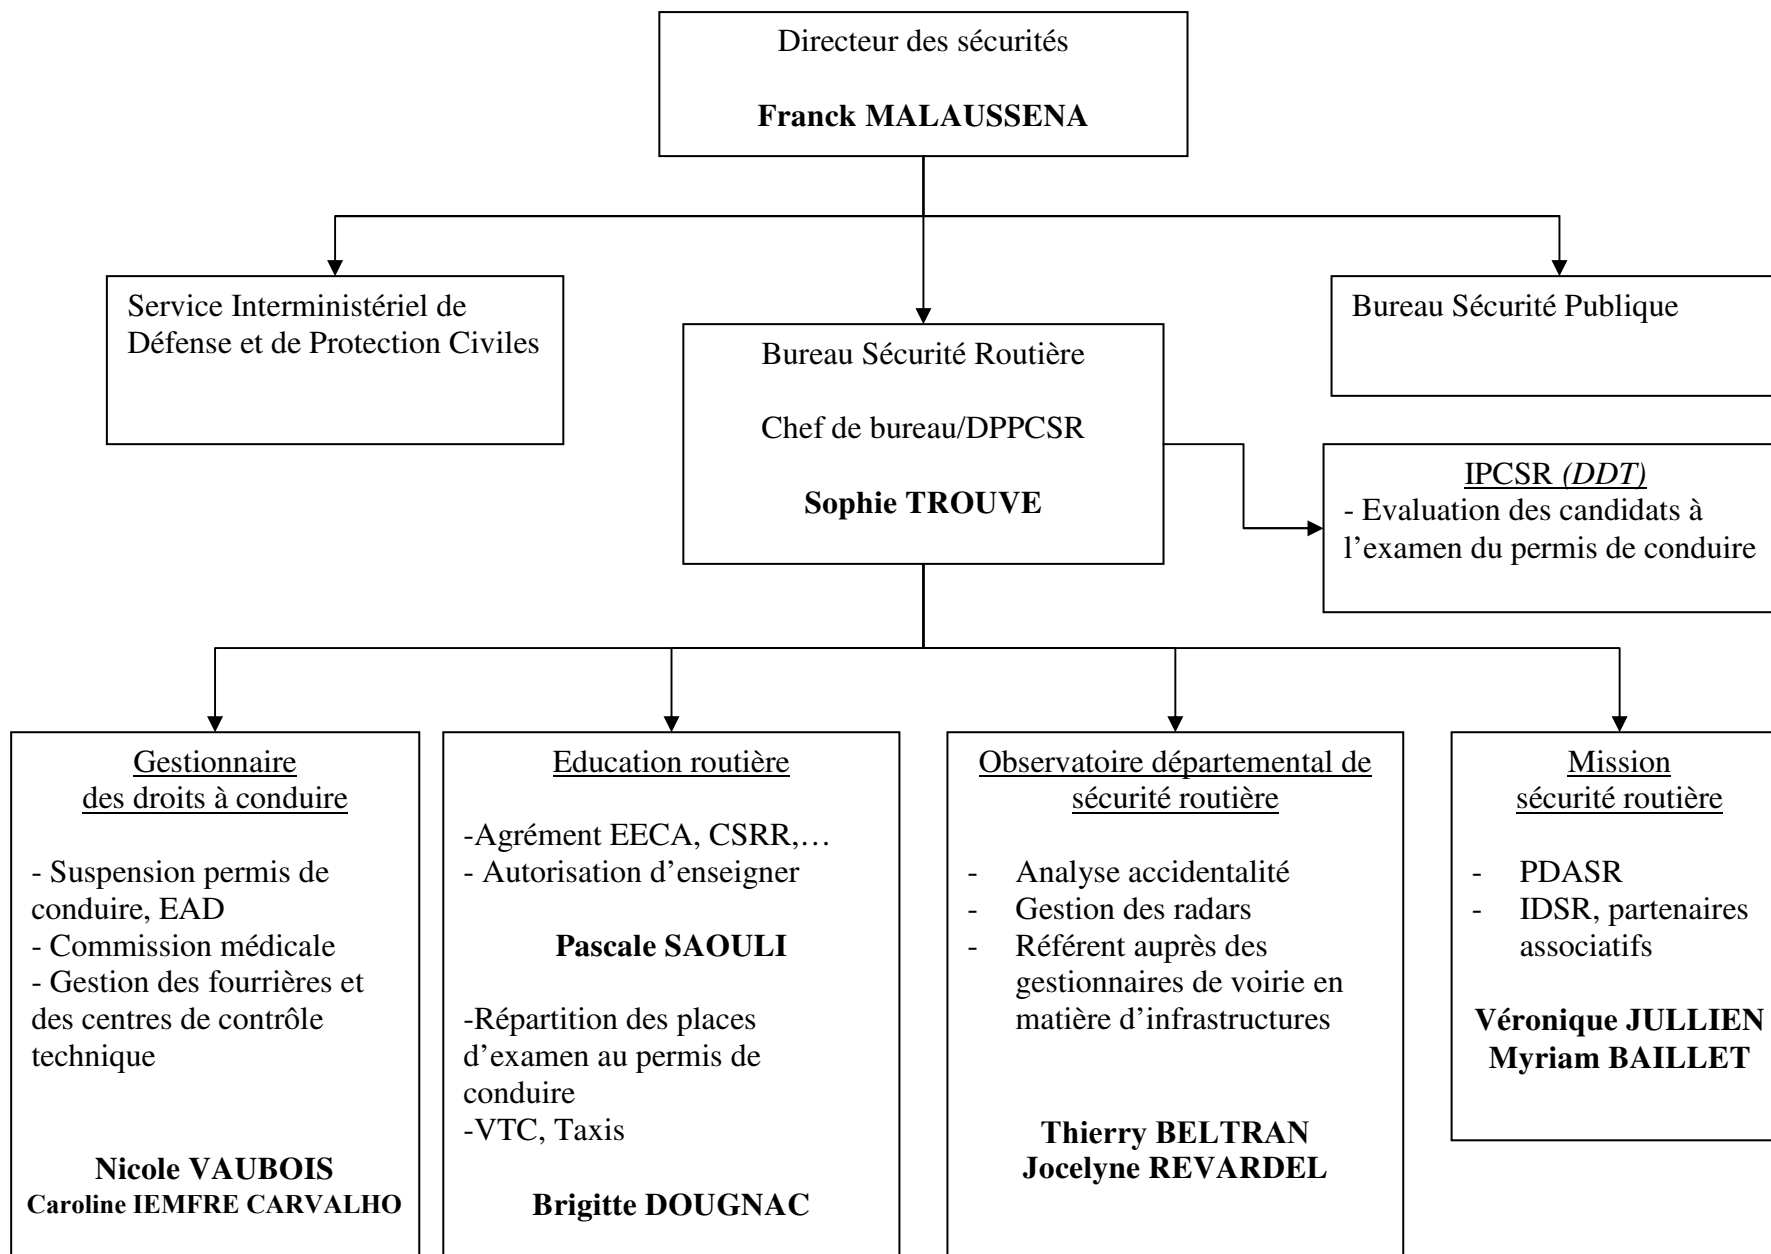 Directeur des sécurités
Franck MALAUSSENA
Service Interministériel de
Défense et de Protection Civiles
Bureau Sécurité Routière
Chef de bureau/DPPCSR
Sophie TROUVE
Bureau Sécurité Publique
IPCSR (DDT)
- Evaluation des candidats à
l’examen du permis de conduire
Gestionnaire
des droits à conduire
- Suspension permis de
conduire, EAD
- Commission médicale
- Gestion des fourrières et
des centres de contrôle
technique
Nicole VAUBOIS
Caroline IEMFRE CARVALHO
Education routière
-Agrément EECA, CSRR,…
- Autorisation d’enseigner
Pascale SAOULI
-Répartition des places
d’examen au permis de
conduire
-VTC, Taxis
Brigitte DOUGNAC
Observatoire départemental de
sécurité routière
- Analyse accidentalité
- Gestion des radars
- Référent auprès des
gestionnaires de voirie en
matière d’infrastructures
Thierry BELTRAN
Jocelyne REVARDEL
Mission
sécurité routière
- PDASR
- IDSR, partenaires
associatifs
Véronique JULLIEN
Myriam BAILLET